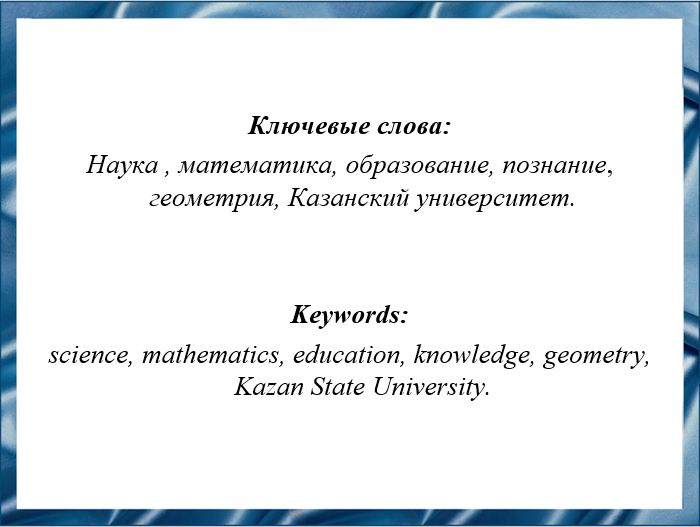 Ключевые слова:
Наука , математика, образование, познание,
геометрия, Казанский университет.
Keywords:
science, mathematics, education, knowledge, geometry,
Kazan State University.